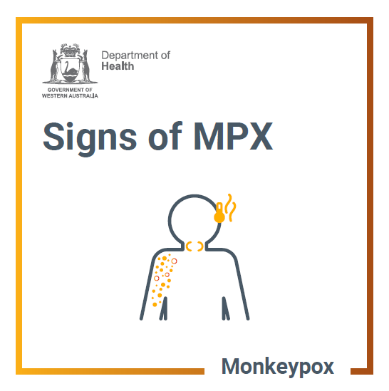 Department of
Health
GOVERNMENT OF
WESTERN AUSTRALIA
Signs of MPX
Monkeypox